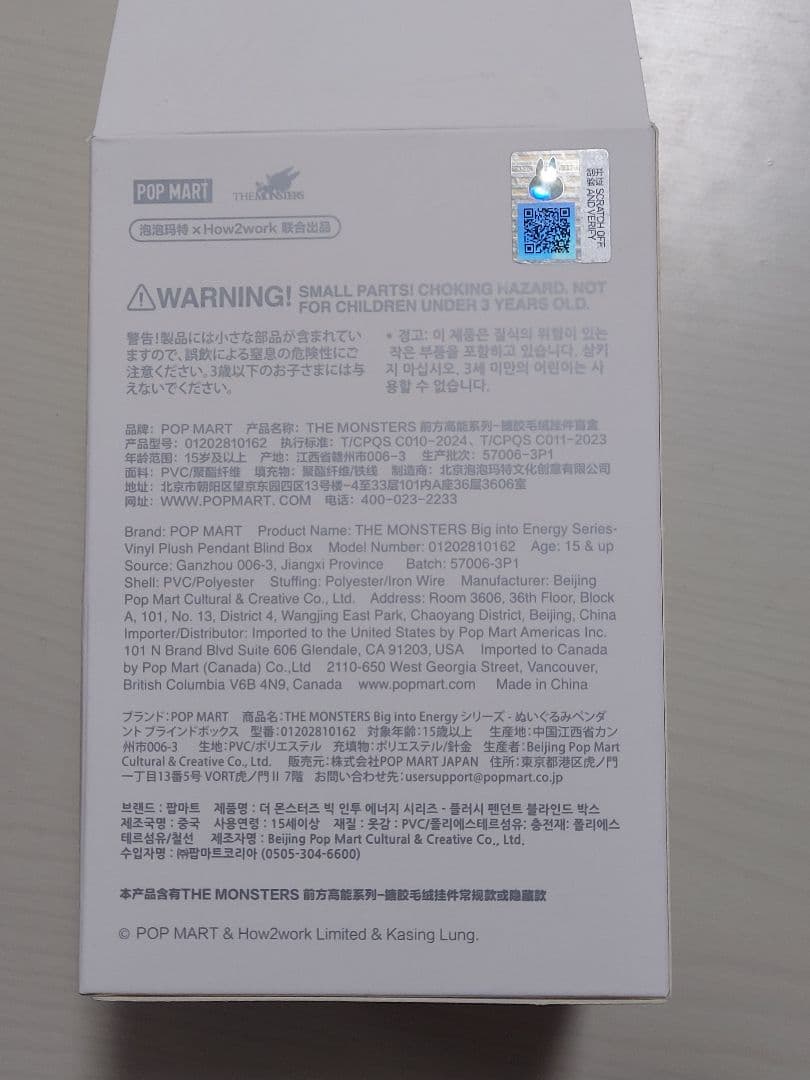 POP MART THE MONSTERS
泡泡玛特×How2work 联合出品
SCRATCH OFF
AND VERIFY
WARNING! SMALL PARTS! CHOKING HAZARD. NOT
FOR CHILDREN UNDER 3 YEARS OLD.
警告!製品には小さな部品が含まれてい
ますので、誤飲による窒息の危険性にご
注意ください。3歳以下のお子さまには与
えないでください。
* 경고: 이 제품은 질식의 위험이 있는
작은 부품을 포함하고 있습니다. 삼키
지 마십시오. 3세 미만의 어린이는 사
용할 수 없습니다.
品牌: POP MART 产品名称: THE MONSTERS 前方高能系列-搪胶毛绒挂件盲盒
产品型号: 01202810162 执行标准: T/CPQS C010-2024、T/CPQS C011-2023
年龄范围: 15岁及以上 产地: 江西省赣州市006-3 生产批次: 57006-3P1
面料: PVC/聚酯纤维 填充物: 聚酯纤维/铁线 制造商: 北京泡泡玛特文化创意有限公司
地址: 北京市朝阳区望京东园四区13号楼-4至33层101内A座36层3606室
网址: WWW.POPMART.COM 电话: 400-023-2233
Brand: POP MART Product Name: THE MONSTERS Big into Energy Series-
Vinyl Plush Pendant Blind Box Model Number: 01202810162 Age: 15 & up
Source: Ganzhou 006-3, Jiangxi Province Batch: 57006-3P1
Shell: PVC/Polyester Stuffing: Polyester/Iron Wire Manufacturer: Beijing
Pop Mart Cultural & Creative Co., Ltd. Address: Room 3606, 36th Floor, Block
A, 101, No. 13, District 4, Wangjing East Park, Chaoyang District, Beijing, China
Importer/Distributor: Imported to the United States by Pop Mart Americas Inc.
101 N Brand Blvd Suite 606 Glendale, CA 91203, USA Imported to Canada
by Pop Mart (Canada) Co.,Ltd 2110-650 West Georgia Street, Vancouver,
British Columbia V6B 4N9, Canada www.popmart.com Made in China
ブランド:POP MART 商品名:THE MONSTERS Big into Energy シリーズ - ぬいぐるみペンダ
ント ブラインドボックス 型番:01202810162 対象年齢:15歳以上 生産地:中国江西省カン
州市006-3 生地:PVC/ポリエステル 充填物:ポリエステル/針金 生産者:Beijing Pop Mart
Cultural & Creative Co., Ltd. 販売元:株式会社POP MART JAPAN 住所:東京都港区虎ノ門
一丁目13番5号 VORT虎ノ門Ⅱ 7階 お問い合わせ先:usersupport@popmart.co.jp
브랜드 : 팝마트 제품명 : 더 몬스터즈 빅 인투 에너지 시리즈 - 플러시 펜던트 블라인드 박스
제조국명 : 중국 사용연령 : 15세이상 재질 : 옷감 : PVC/폴리에스테르섬유; 충전재: 폴리에스
테르섬유/철선 제조자명 : Beijing Pop Mart Cultural & Creative Co., Ltd.
수입자명 : ㈜팝마트코리아 (0505-304-6600)
本产品含有THE MONSTERS 前方高能系列-搪胶毛绒挂件常规款或隐藏款
© POP MART & How2work Limited & Kasing Lung.